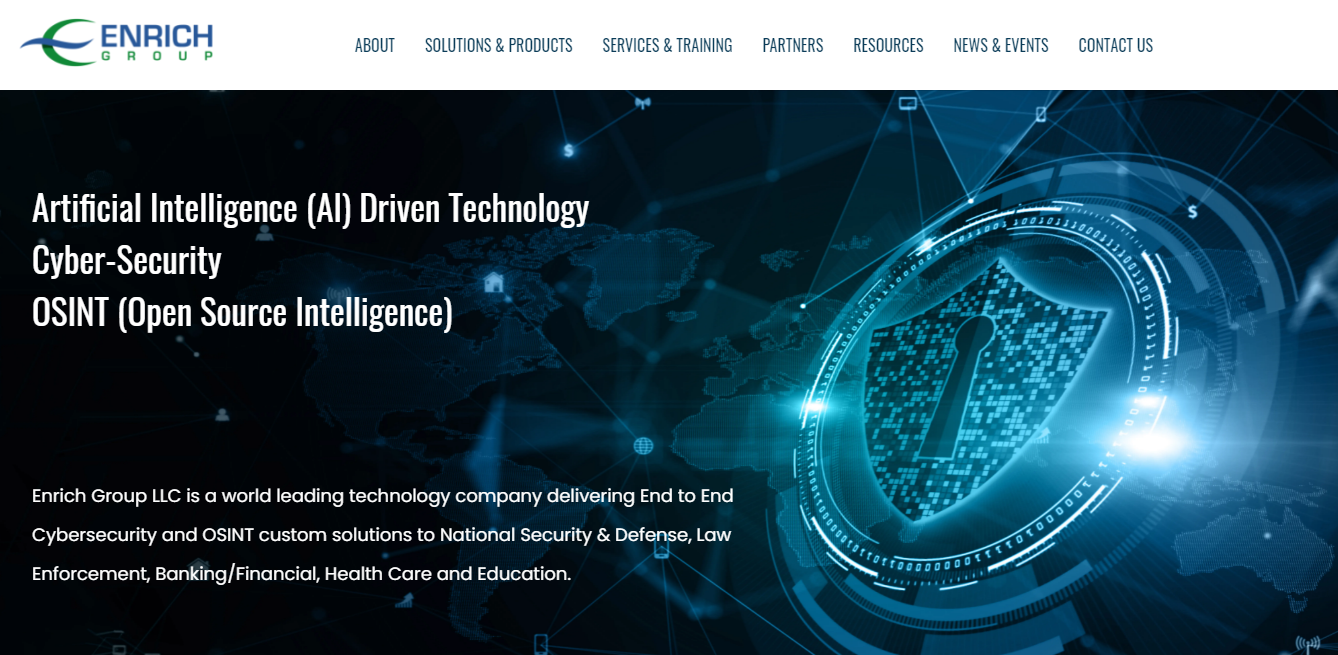 ENRICH
GROUP
ABOUT
SOLUTIONS & PRODUCTS
SERVICES & TRAINING
PARTNERS
RESOURCES
NEWS & EVENTS
CONTACT US
Artificial Intelligence (AI) Driven Technology
Cyber-Security
OSINT (Open Source Intelligence)
Enrich Group LLC is a world leading technology company delivering End to End
Cybersecurity and OSINT custom solutions to National Security & Defense, Law
Enforcement, Banking/Financial, Health Care and Education.